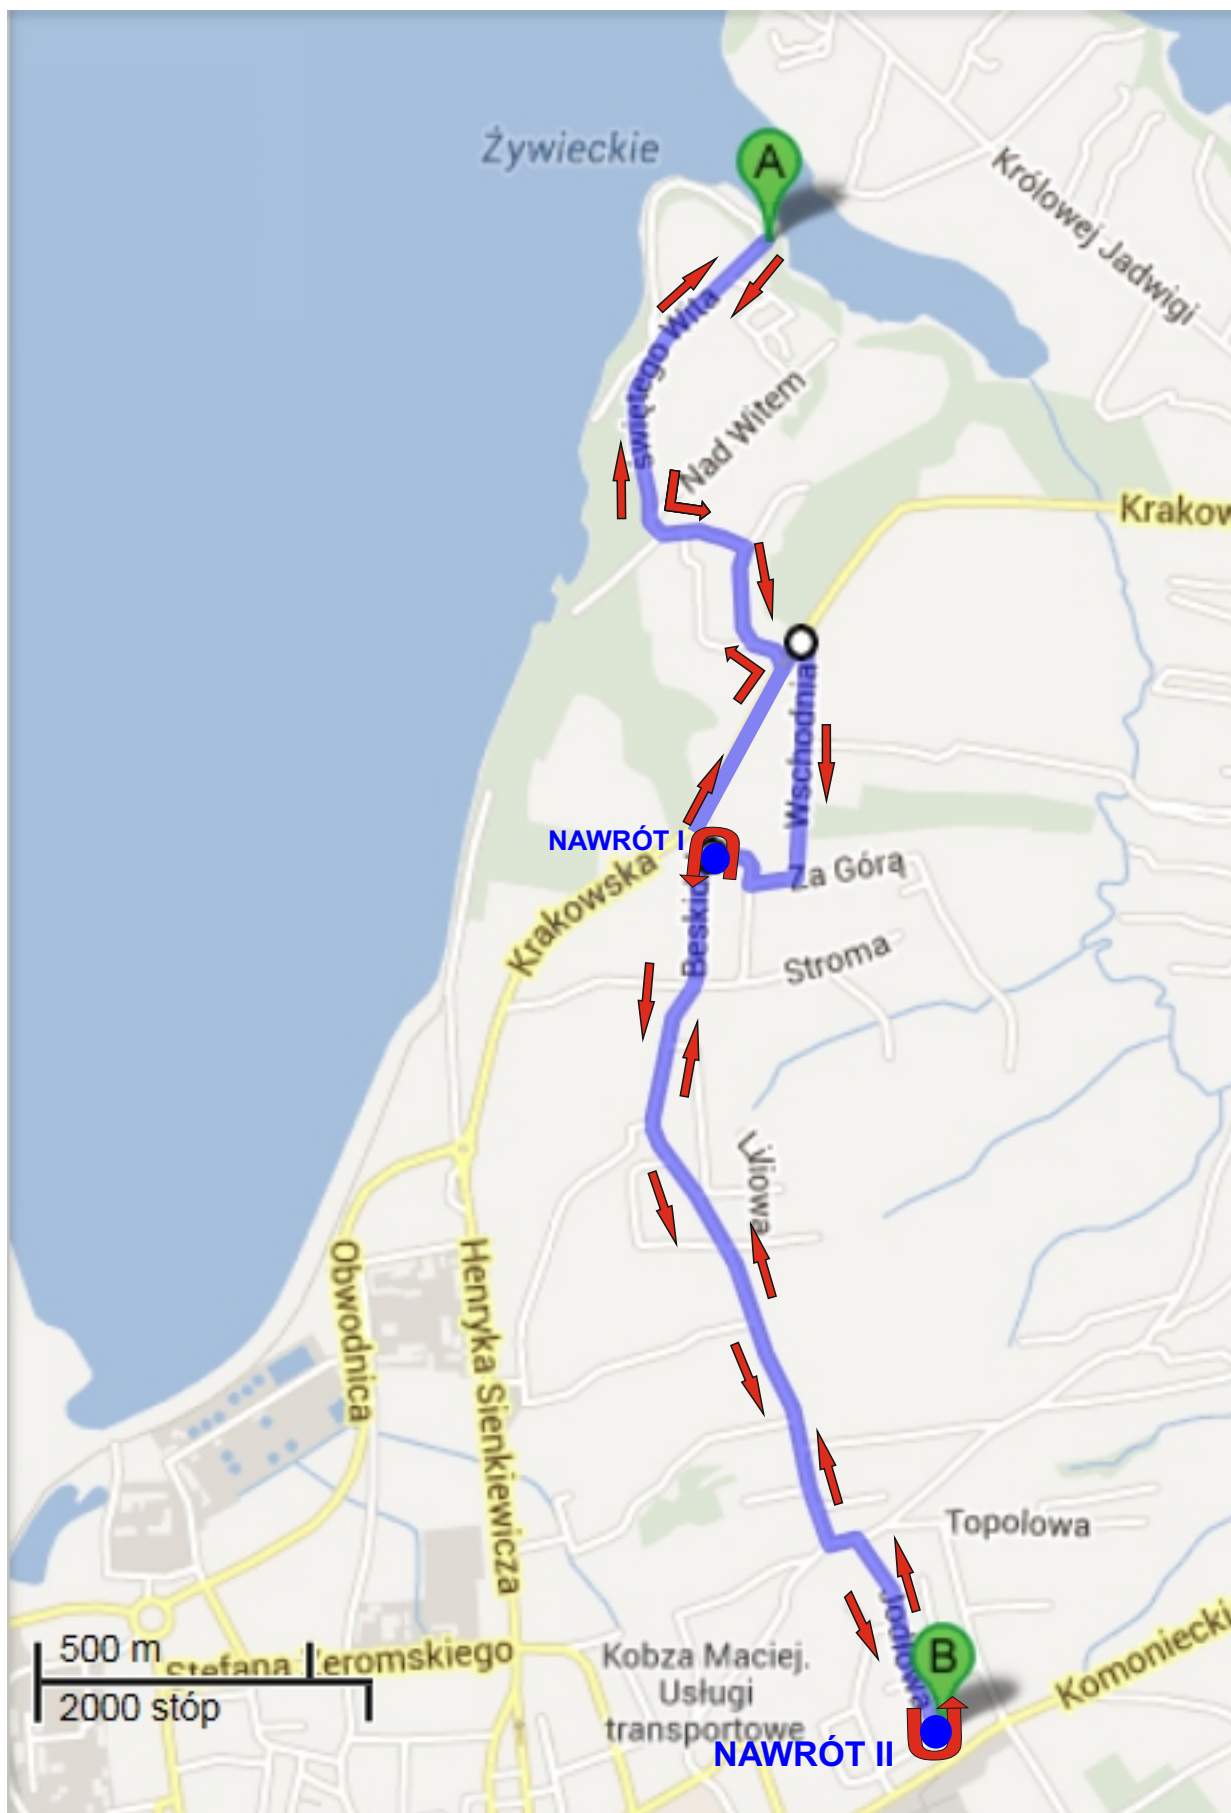 Żywieckie
A
Królowej Jadwigi
świętego Wita
Nad Witem
Krakow
Wschodnia
NAWRÓT I
Krakowska
Za Górą
Beskid
Stroma
Liliowa
Obwodnica
Henryka Sienkiewicza
Topolowa
Jodłowa
B
500 m
Stefana Żeromskiego
2000 stóp
Kobza Maciej.
Usługi
transportowe
Komoniecki
NAWRÓT II